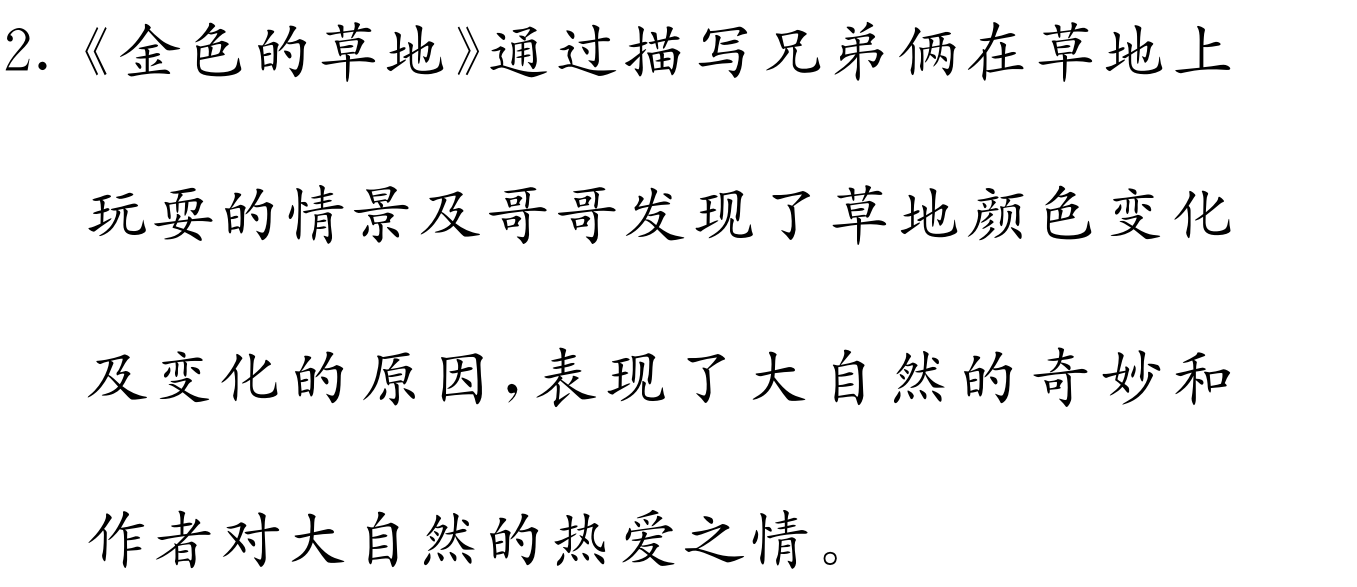 2.《金色的草地》通过描写兄弟俩在草地上
玩耍的情景及哥哥发现了草地颜色变化
及变化的原因,表现了大自然的奇妙和
作者对大自然的热爱之情。